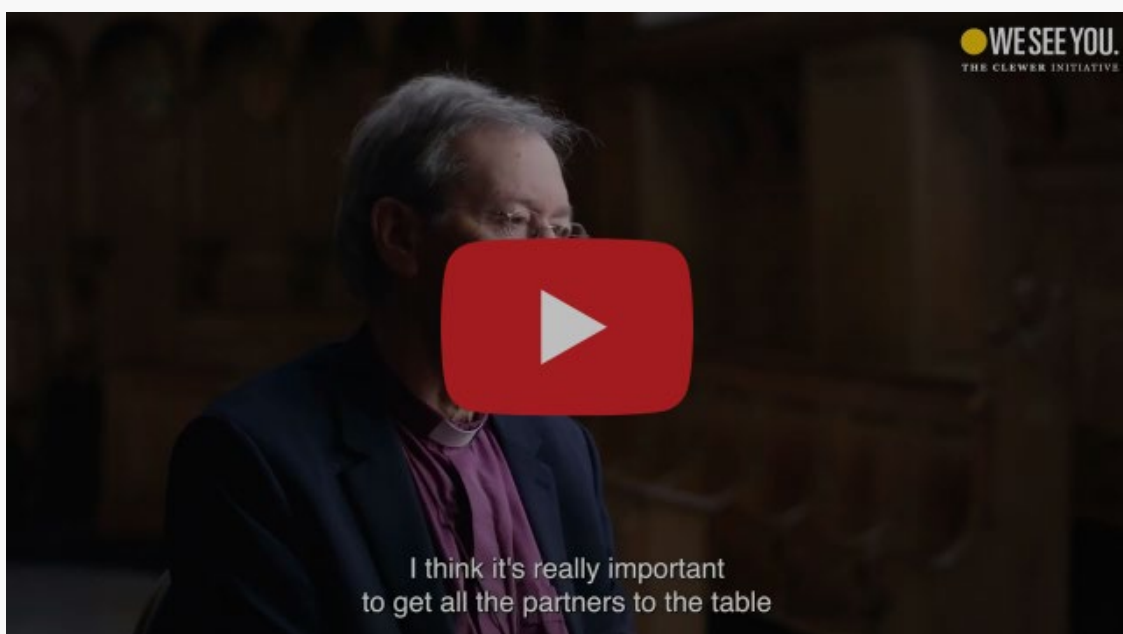 WE SEE YOU.
THE CLEWER INITIATIVE
I think it's really important
to get all the partners to the table